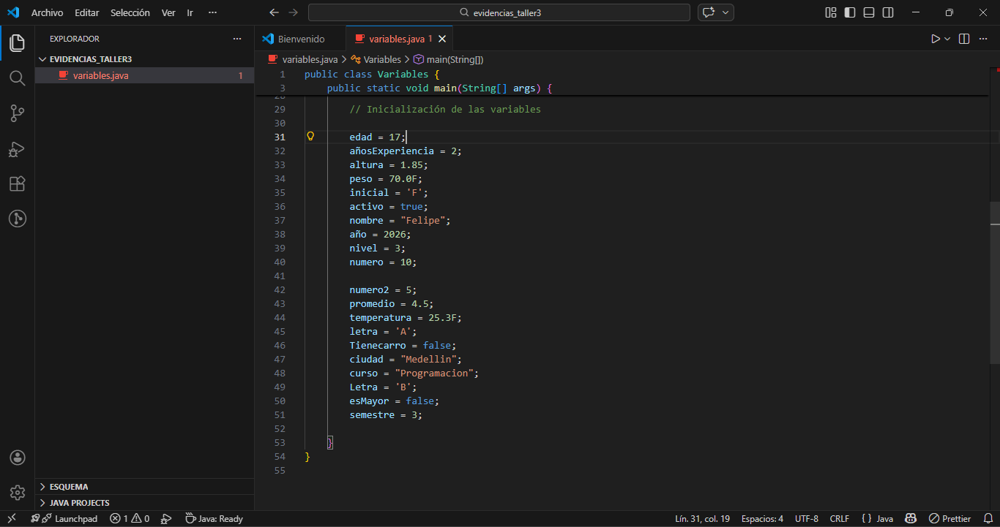 Archivo Editar Selección Ver Ir ··· evidencias_taller3
EXPLORADOR ···
EVIDENCIAS_TALLER3
variables.java 1
Bienvenido
variables.java 1
variables.java > Variables > main(String[])
1 public class Variables {
3 public static void main(String[] args) {
28
29 // Inicialización de las variables
30
31 edad = 17;
32 añosExperiencia = 2;
33 altura = 1.85;
34 peso = 70.0F;
35 inicial = 'F';
36 activo = true;
37 nombre = "Felipe";
38 año = 2026;
39 nivel = 3;
40 numero = 10;
41
42 numero2 = 5;
43 promedio = 4.5;
44 temperatura = 25.3F;
45 letra = 'A';
46 Tienecarro = false;
47 ciudad = "Medellin";
48 curso = "Programacion";
49 Letra = 'B';
50 esMayor = false;
51 semestre = 3;
52
53 }
54 }
55
ESQUEMA
JAVA PROJECTS
Launchpad 1 0 Java: Ready Lín. 31, col. 19 Espacios: 4 UTF-8 CRLF {} Java Prettier